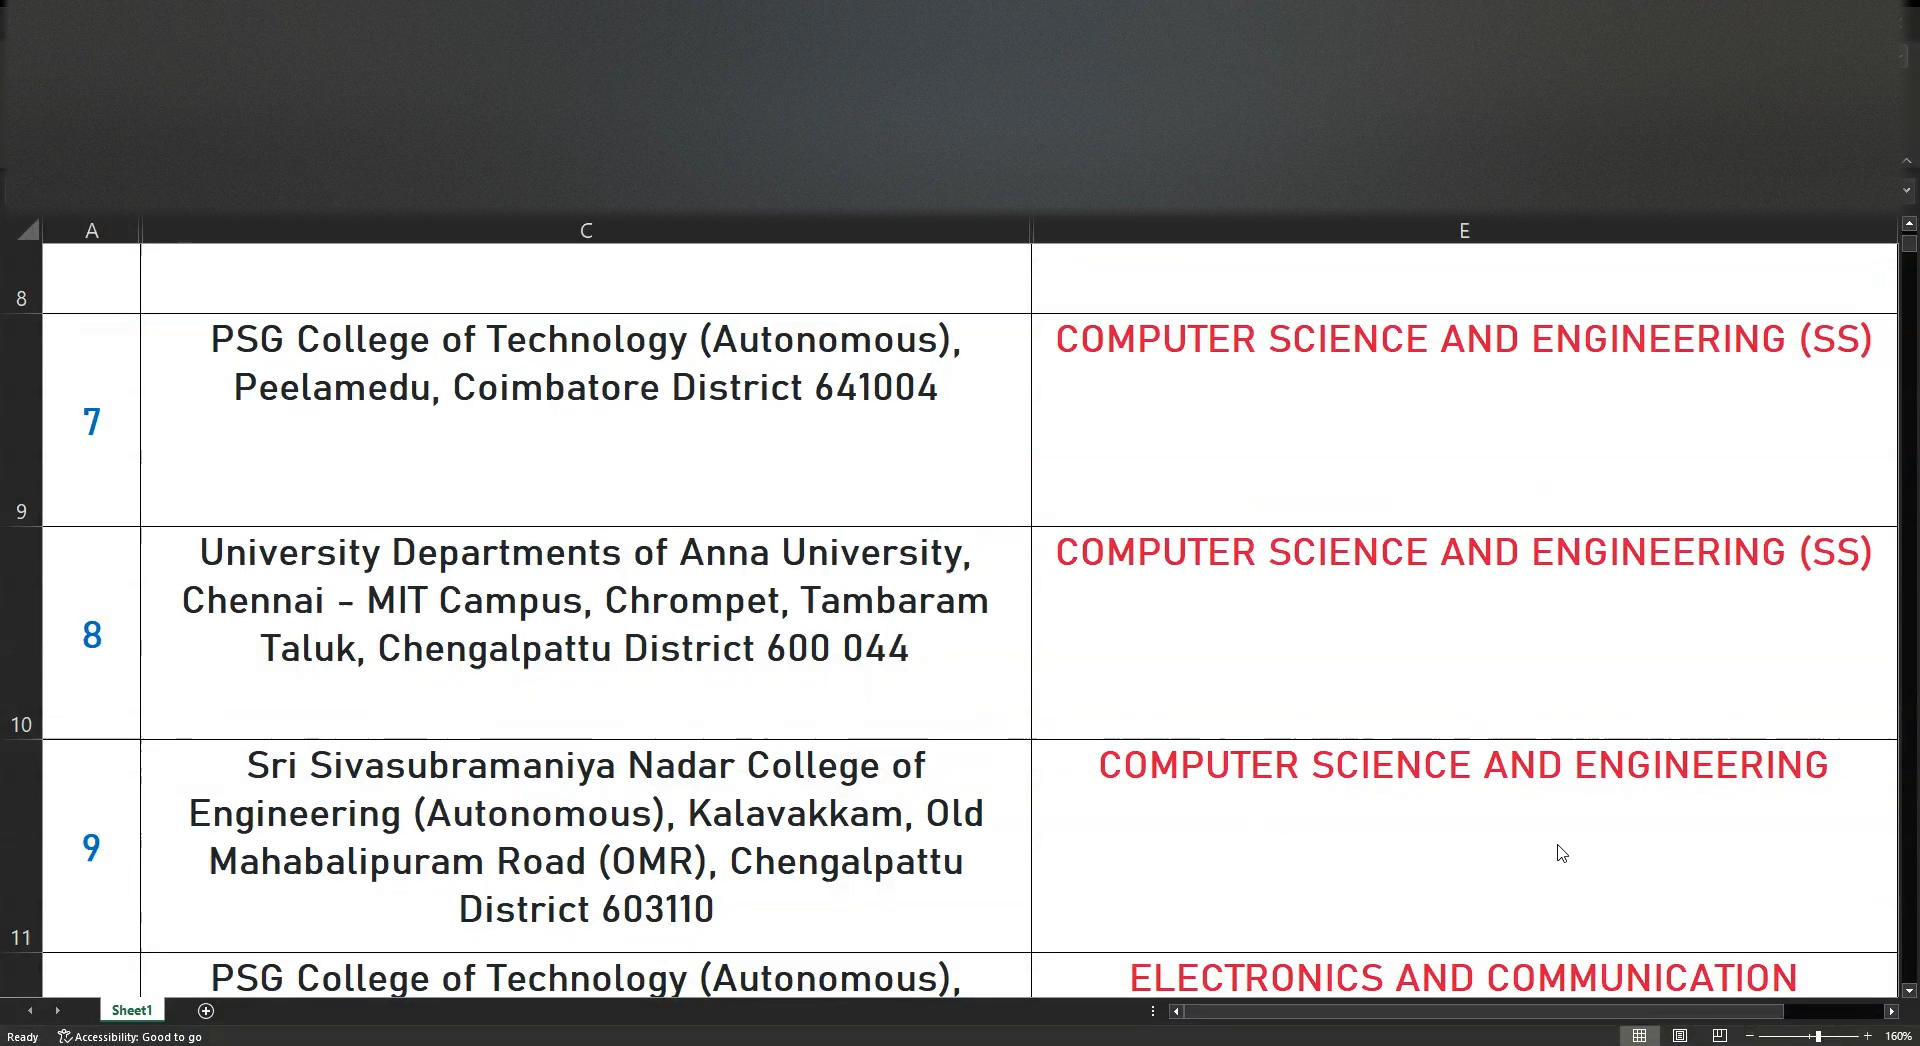 A C E
8
7
PSG College of Technology (Autonomous),
Peelamedu, Coimbatore District 641004
COMPUTER SCIENCE AND ENGINEERING (SS)
9
8
University Departments of Anna University,
Chennai - MIT Campus, Chrompet, Tambaram
Taluk, Chengalpattu District 600 044
COMPUTER SCIENCE AND ENGINEERING (SS)
10
9
Sri Sivasubramaniya Nadar College of
Engineering (Autonomous), Kalavakkam, Old
Mahabalipuram Road (OMR), Chengalpattu
District 603110
COMPUTER SCIENCE AND ENGINEERING
11
PSG College of Technology (Autonomous),
ELECTRONICS AND COMMUNICATION
Sheet1
Ready Accessibility: Good to go 160%